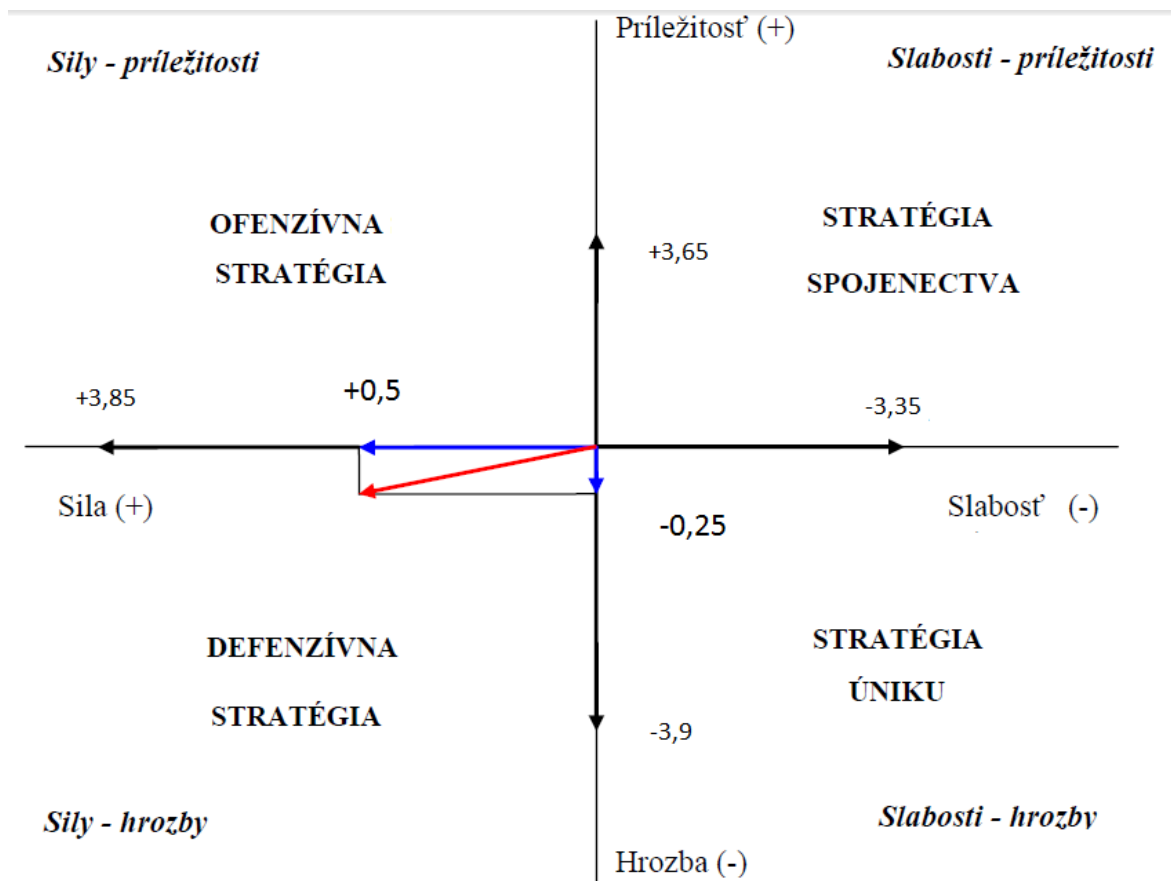 Príležitosť (+)
Sily - príležitosti
Slabosti - príležitosti
OFENZÍVNA
STRATÉGIA
STRATÉGIA
SPOJENECTVA
+3,65
+3,85
+0,5
-3,35
Sila (+)
Slabosť (-)
-0,25
DEFENZÍVNA
STRATÉGIA
STRATÉGIA
ÚNIKU
-3,9
Sily - hrozby
Slabosti - hrozby
Hrozba (-)